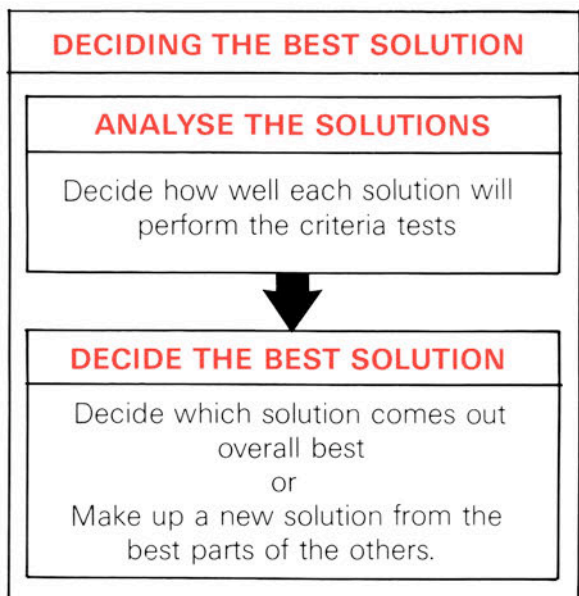 DECIDING THE BEST SOLUTION
ANALYSE THE SOLUTIONS
Decide how well each solution will
perform the criteria tests
DECIDE THE BEST SOLUTION
Decide which solution comes out
overall best
or
Make up a new solution from the
best parts of the others.